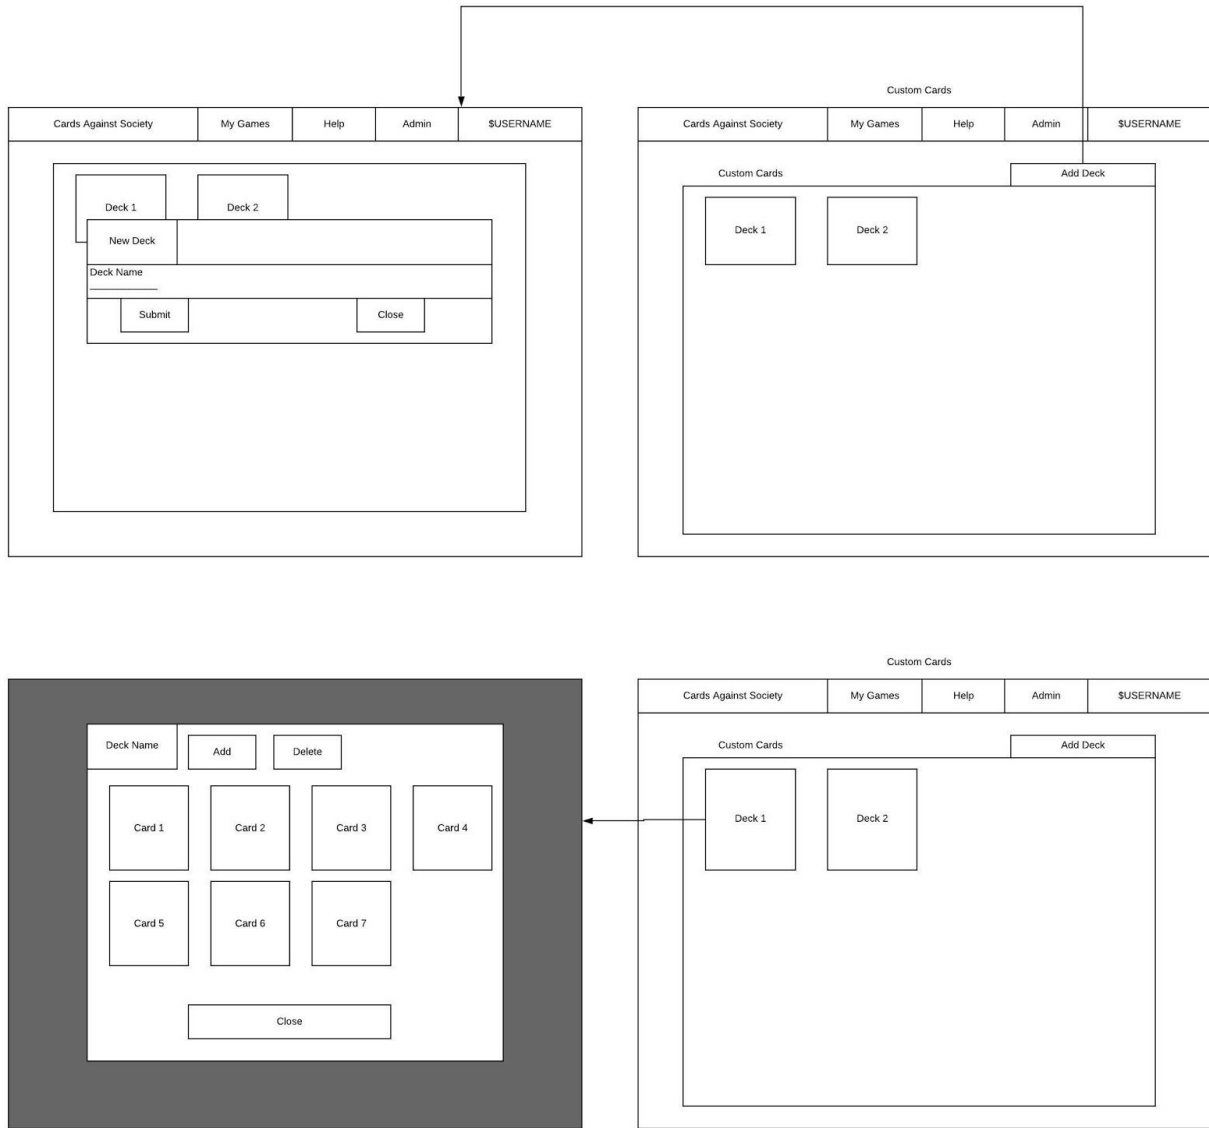 Cards Against Society
My Games
Help
Admin
$USERNAME
Deck 1
Deck 2
New Deck
Deck Name
Submit
Close
Custom Cards
Cards Against Society
My Games
Help
Admin
$USERNAME
Custom Cards
Add Deck
Deck 1
Deck 2
Deck Name
Add
Delete
Card 1
Card 2
Card 3
Card 4
Card 5
Card 6
Card 7
Close
Custom Cards
Cards Against Society
My Games
Help
Admin
$USERNAME
Custom Cards
Add Deck
Deck 1
Deck 2